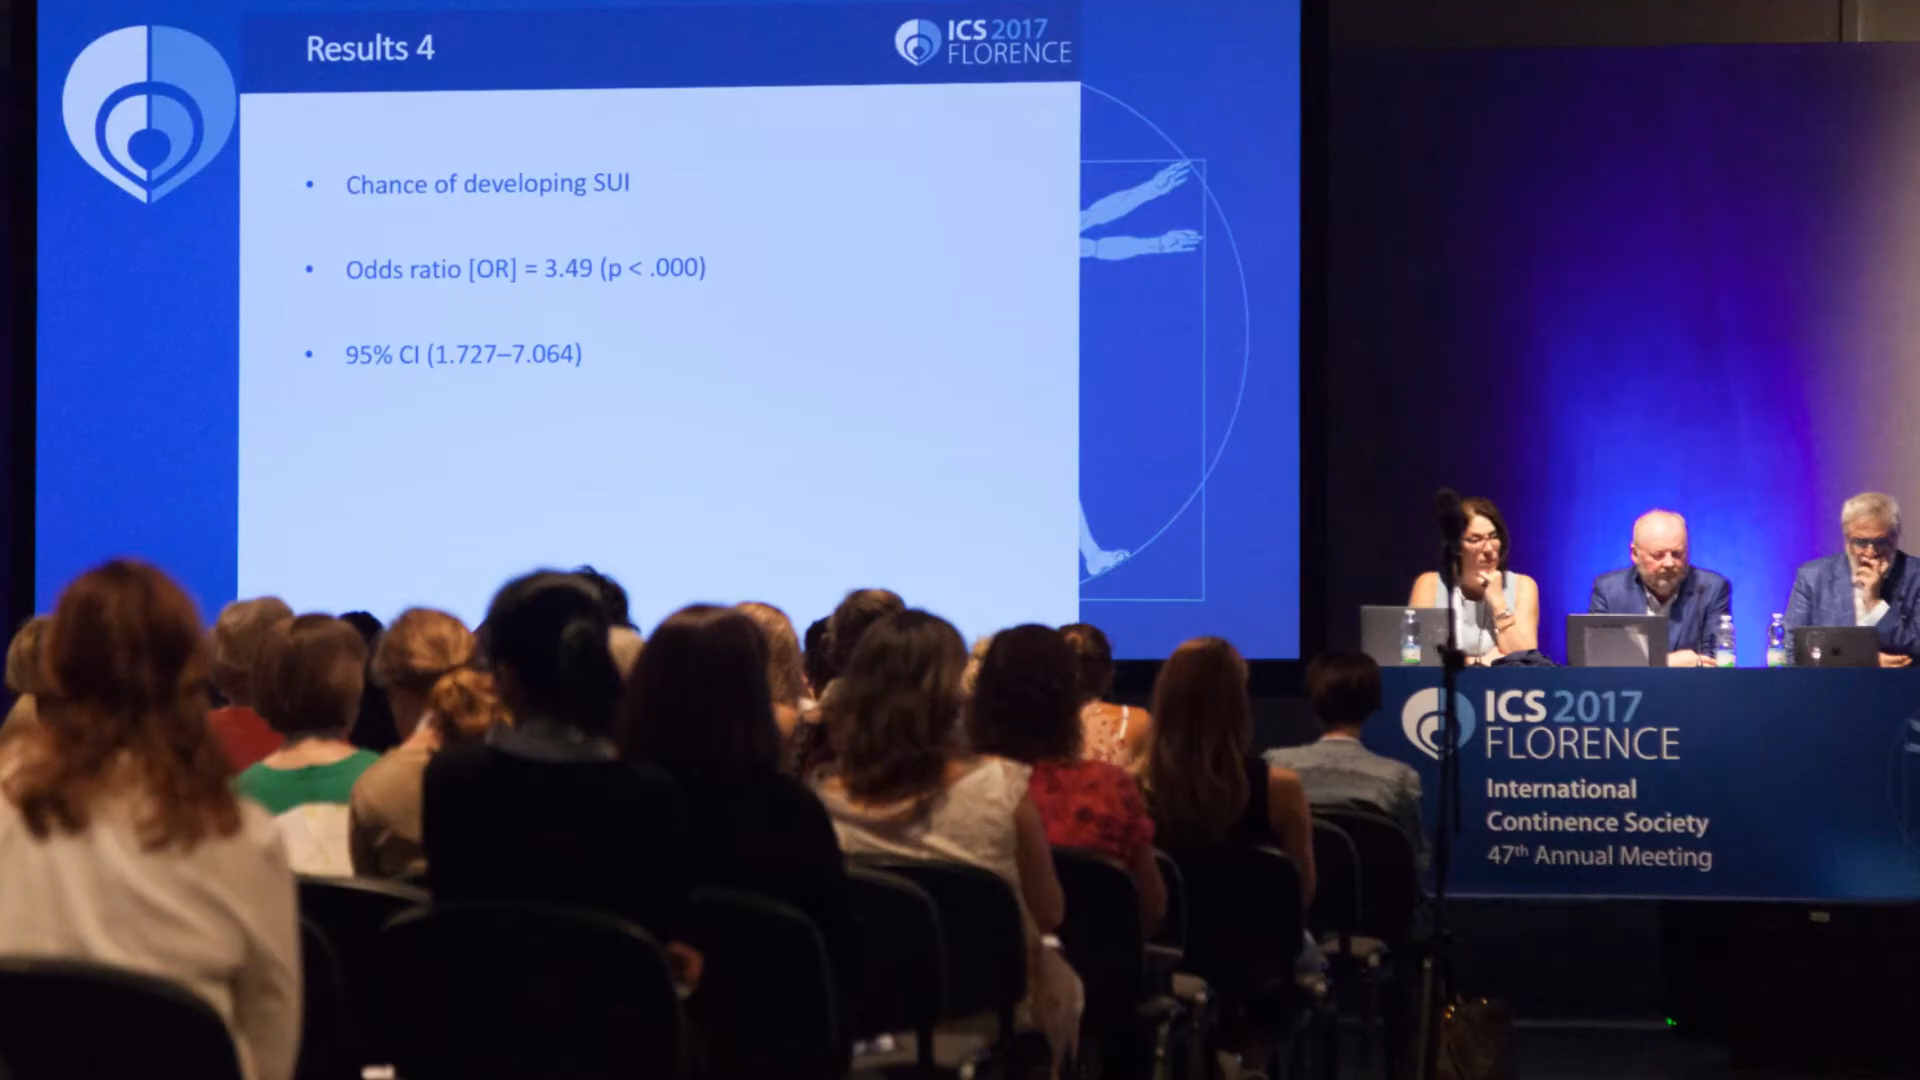 Results 4
ICS 2017
FLORENCE
• Chance of developing SUI
• Odds ratio [OR] = 3.49 (p < .000)
• 95% CI (1.727–7.064)
ICS 2017
FLORENCE
International
Continence Society
47th Annual Meeting